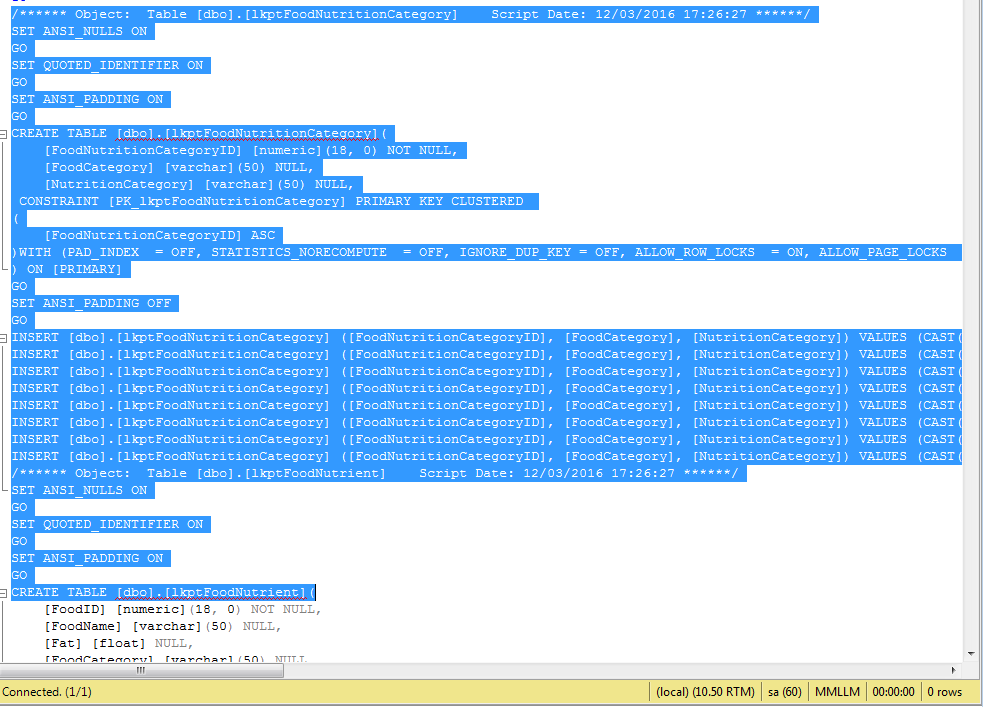 /****** Object:  Table [dbo].[lkptFoodNutritionCategory]    Script Date: 12/03/2016 17:26:27 ******/
SET ANSI_NULLS ON
GO
SET QUOTED_IDENTIFIER ON
GO
SET ANSI_PADDING ON
GO
CREATE TABLE [dbo].[lkptFoodNutritionCategory](
    [FoodNutritionCategoryID] [numeric](18, 0) NOT NULL,
    [FoodCategory] [varchar](50) NULL,
    [NutritionCategory] [varchar](50) NULL,
 CONSTRAINT [PK_lkptFoodNutritionCategory] PRIMARY KEY CLUSTERED
(
    [FoodNutritionCategoryID] ASC
)WITH (PAD_INDEX  = OFF, STATISTICS_NORECOMPUTE  = OFF, IGNORE_DUP_KEY = OFF, ALLOW_ROW_LOCKS  = ON, ALLOW_PAGE_LOCKS
) ON [PRIMARY]
GO
SET ANSI_PADDING OFF
GO
INSERT [dbo].[lkptFoodNutritionCategory] ([FoodNutritionCategoryID], [FoodCategory], [NutritionCategory]) VALUES (CAST(
INSERT [dbo].[lkptFoodNutritionCategory] ([FoodNutritionCategoryID], [FoodCategory], [NutritionCategory]) VALUES (CAST(
INSERT [dbo].[lkptFoodNutritionCategory] ([FoodNutritionCategoryID], [FoodCategory], [NutritionCategory]) VALUES (CAST(
INSERT [dbo].[lkptFoodNutritionCategory] ([FoodNutritionCategoryID], [FoodCategory], [NutritionCategory]) VALUES (CAST(
INSERT [dbo].[lkptFoodNutritionCategory] ([FoodNutritionCategoryID], [FoodCategory], [NutritionCategory]) VALUES (CAST(
INSERT [dbo].[lkptFoodNutritionCategory] ([FoodNutritionCategoryID], [FoodCategory], [NutritionCategory]) VALUES (CAST(
INSERT [dbo].[lkptFoodNutritionCategory] ([FoodNutritionCategoryID], [FoodCategory], [NutritionCategory]) VALUES (CAST(
INSERT [dbo].[lkptFoodNutritionCategory] ([FoodNutritionCategoryID], [FoodCategory], [NutritionCategory]) VALUES (CAST(
/****** Object:  Table [dbo].[lkptFoodNutrient]    Script Date: 12/03/2016 17:26:27 ******/
SET ANSI_NULLS ON
GO
SET QUOTED_IDENTIFIER ON
GO
SET ANSI_PADDING ON
GO
CREATE TABLE [dbo].[lkptFoodNutrient](
    [FoodID] [numeric](18, 0) NOT NULL,
    [FoodName] [varchar](50) NULL,
    [Fat] [float] NULL,
    [FoodCategory] [varchar](50) NULL
Connected. (1/1) (local) (10.50 RTM) sa (60) MMLLM 00:00:00 0 rows